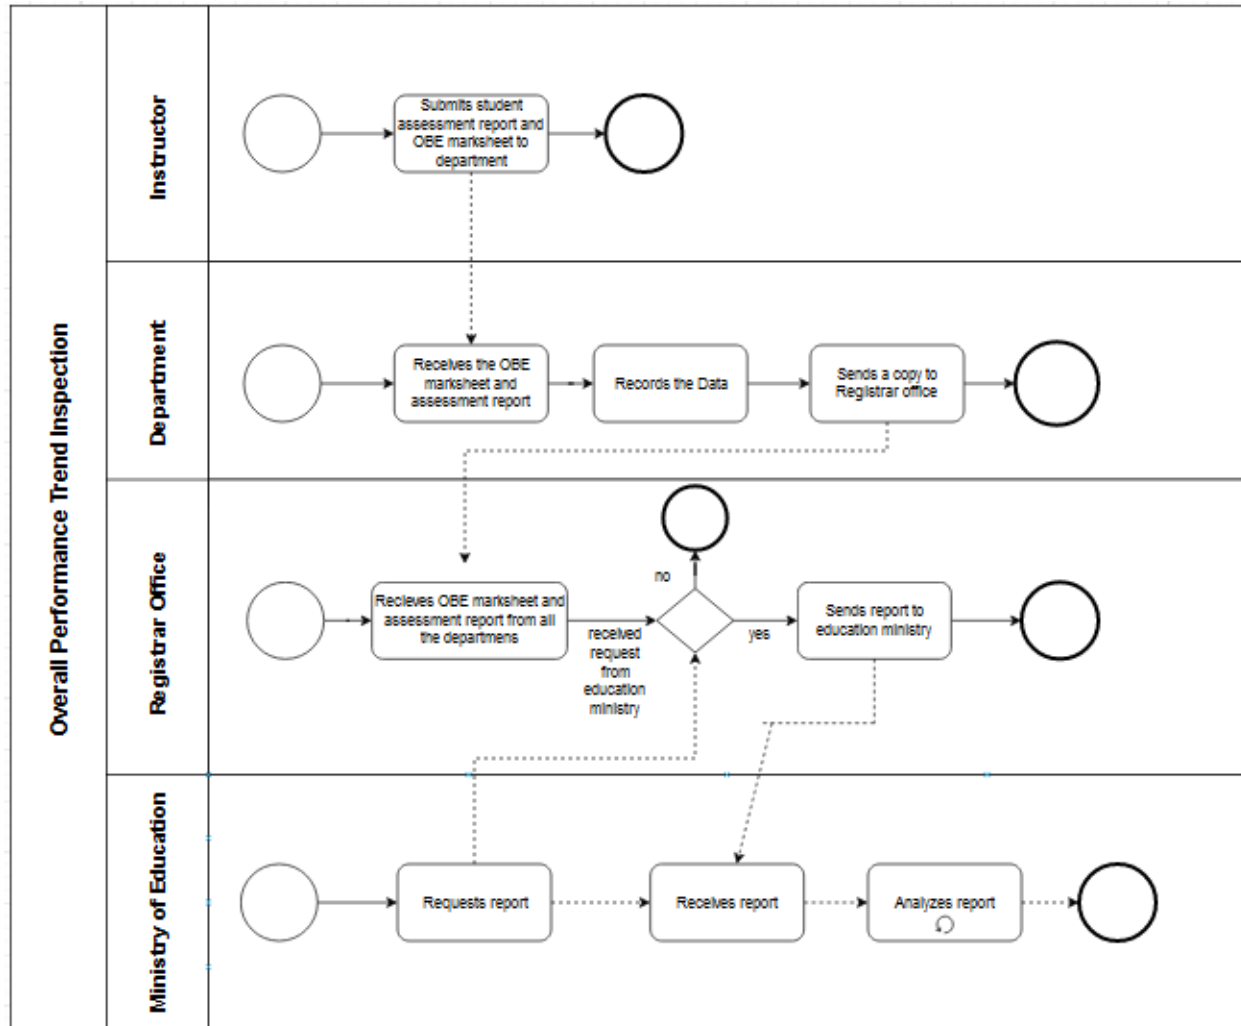 Overall Performance Trend Inspection
Instructor
Submits student
assessment report and
OBE marksheet to
department
Department
Receives the OBE
marksheet and
assessment report
Records the Data
Sends a copy to
Registrar office
Registrar Office
Recieves OBE marksheet and
assessment report from all
the departmens
received
request
from
education
ministry
no
yes
Sends report to
education ministry
Ministry of Education
Requests report
Receives report
Analyzes report